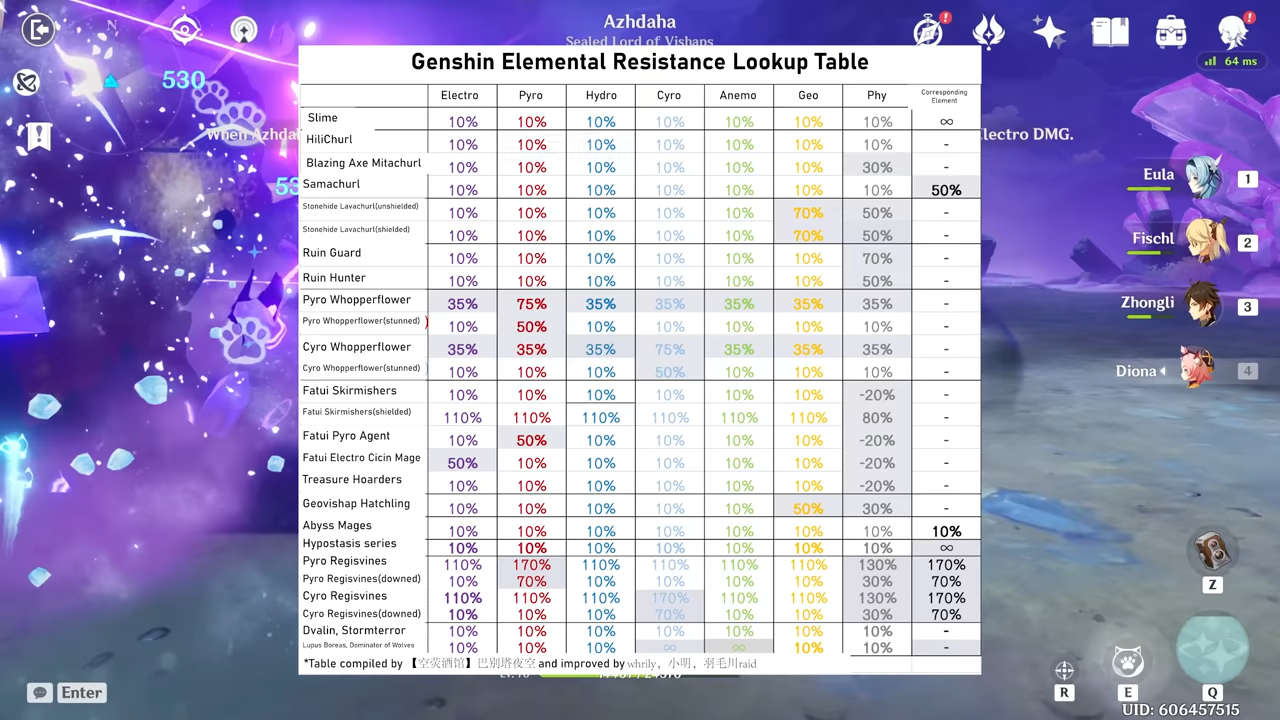 N
Azhdaha
Sealed Lord of Vishaps
64 ms
530
53
When Azhda
Electro DMG.
Genshin Elemental Resistance Lookup Table
Electro Pyro Hydro Cyro Anemo Geo Phy Corresponding Element
Slime 10% 10% 10% 10% 10% 10% 10% ∞
HiliChurl 10% 10% 10% 10% 10% 10% 10% -
Blazing Axe Mitachurl 10% 10% 10% 10% 10% 10% 30% -
Samachurl 10% 10% 10% 10% 10% 10% 10% 50%
Stonehide Lavachurl(unshielded) 10% 10% 10% 10% 10% 70% 50% -
Stonehide Lavachurl(shielded) 10% 10% 10% 10% 10% 70% 50% -
Ruin Guard 10% 10% 10% 10% 10% 10% 70% -
Ruin Hunter 10% 10% 10% 10% 10% 10% 50% -
Pyro Whopperflower 35% 75% 35% 35% 35% 35% 35% -
Pyro Whopperflower(stunned) 10% 50% 10% 10% 10% 10% 10% -
Cyro Whopperflower 35% 35% 35% 75% 35% 35% 35% -
Cyro Whopperflower(stunned) 10% 10% 10% 50% 10% 10% 10% -
Fatui Skirmishers 10% 10% 10% 10% 10% 10% -20% -
Fatui Skirmishers(shielded) 110% 110% 110% 110% 110% 110% 80% -
Fatui Pyro Agent 10% 50% 10% 10% 10% 10% -20% -
Fatui Electro Cicin Mage 50% 10% 10% 10% 10% 10% -20% -
Treasure Hoarders 10% 10% 10% 10% 10% 10% -20% -
Geovishap Hatchling 10% 10% 10% 10% 10% 50% 30% -
Abyss Mages 10% 10% 10% 10% 10% 10% 10% 10%
Hypostasis series 10% 10% 10% 10% 10% 10% 10% ∞
Pyro Regisvines 110% 170% 110% 110% 110% 110% 130% 170%
Pyro Regisvines(downed) 10% 70% 10% 10% 10% 10% 30% 70%
Cyro Regisvines 110% 110% 110% 170% 110% 110% 130% 170%
Cyro Regisvines(downed) 10% 10% 10% 70% 10% 10% 30% 70%
Dvalin, Stormterror 10% 10% 10% 10% 10% 10% 10% -
Lupus Boreas, Dominator of Wolves 10% 10% 10% ∞ ∞ 10% 10% -
*Table compiled by 【空荧酒馆】巴别塔夜空 and improved by whrily，小明，羽毛川raid
Eula 1
Fischl 2
Zhongli 3
Diona 4
Z
R
E
Q
Enter
UID: 606457515